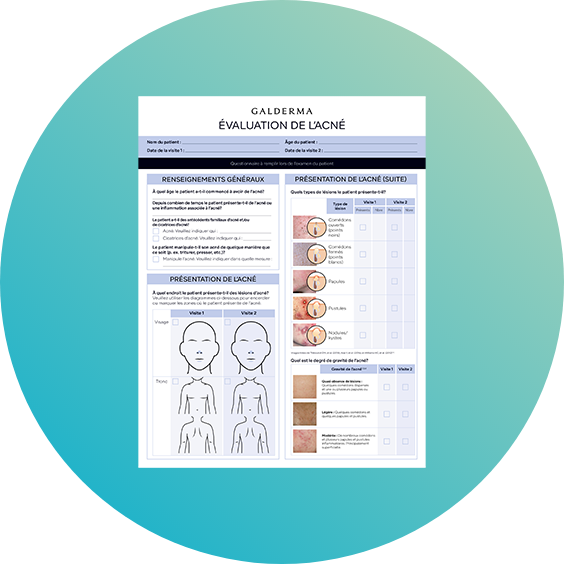 GALDERMA
ÉVALUATION DE L'ACNÉ
Nom du patient :
Âge du patient :
Date de la visite 1 :
Date de la visite 2 :
Questionnaire à remplir lors de l'examen du patient
RENSEIGNEMENTS GÉNÉRAUX
À quel âge le patient a-t-il commencé à avoir de l'acné?
Depuis combien de temps le patient présente-t-il de l'acné ou
une inflammation associée à l'acné?
Le patient a-t-il des antécédents familiaux d'acné et/ou
de cicatrices d'acné?
Acné. Veuillez indiquer qui :
Cicatrices d'acné. Veuillez indiquer qui :
Le patient manipule-t-il son acné de quelque manière que
ce soit (p. ex. triturer, presser, etc.)?
Manipule l'acné. Veuillez indiquer dans quelle mesure :
PRÉSENTATION DE L'ACNÉ
À quel endroit le patient présente-t-il des lésions d'acné?
Veuillez utiliser les diagrammes ci-dessous pour encercler
ou marquer les zones où le patient présente de l'acné.
Visite 1
Visite 2
Visage
Tronc
PRÉSENTATION DE L'ACNÉ (SUITE)
Quels types de lésions le patient présente-t-il?
Type de
lésion
Visite 1
Visite 2
Présents
Nbre
Présents
Nbre
Comédons
ouverts
(points
noirs)
Comédons
fermés
(points
blancs)
Papules
Pustules
Nodules/
kystes
Quel est le degré de gravité de l'acné?
Gravité de l'acné
Visite 1
Visite 2
Quasi-absence de lésions :
Quelques comédons dispersés
et une ou plusieurs papules ou
pustules
Légère : Quelques comédons et
quelques papules et pustules
Modérée : De nombreux comédons
et plusieurs papules et pustules
inflammatoires. Principalement
superficielle.